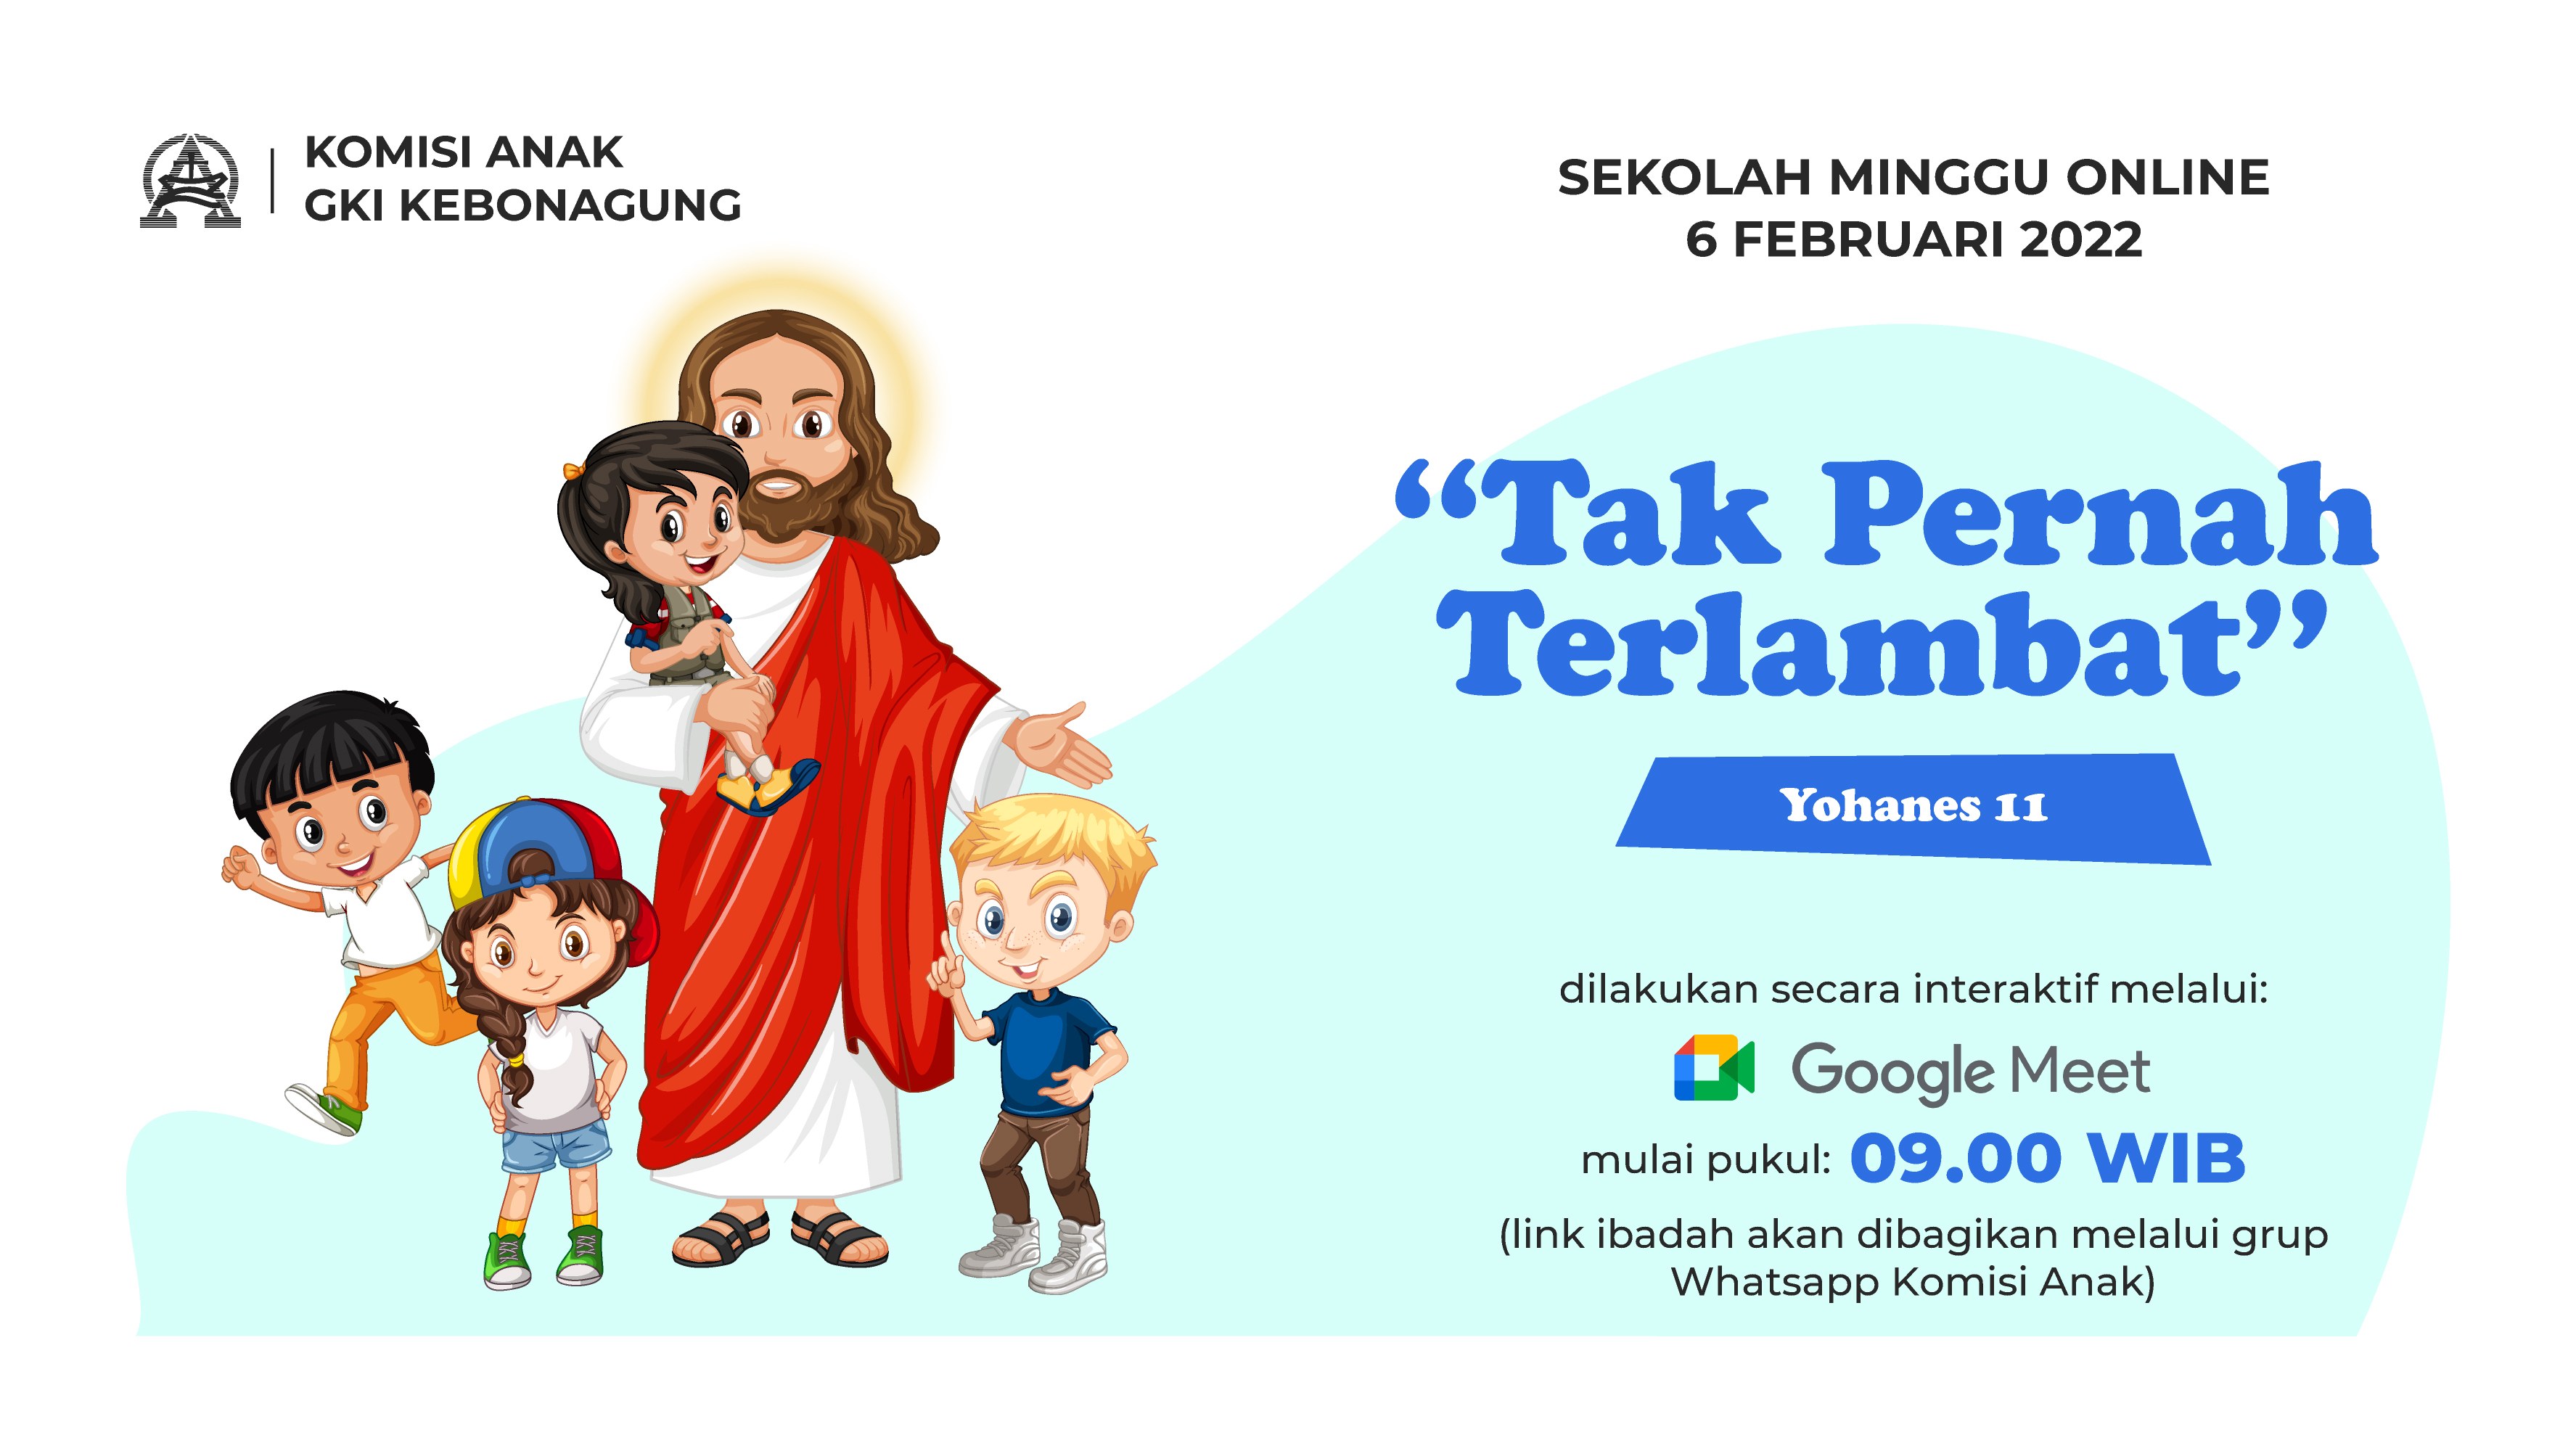 KOMISI ANAK
GKI KEBONAGUNG
SEKOLAH MINGGU ONLINE
6 FEBRUARI 2022
“Tak Pernah
Terlambat”
Yohanes 11
dilakukan secara interaktif melalui:
Google Meet
mulai pukul: 09.00 WIB
(link ibadah akan dibagikan melalui grup
Whatsapp Komisi Anak)